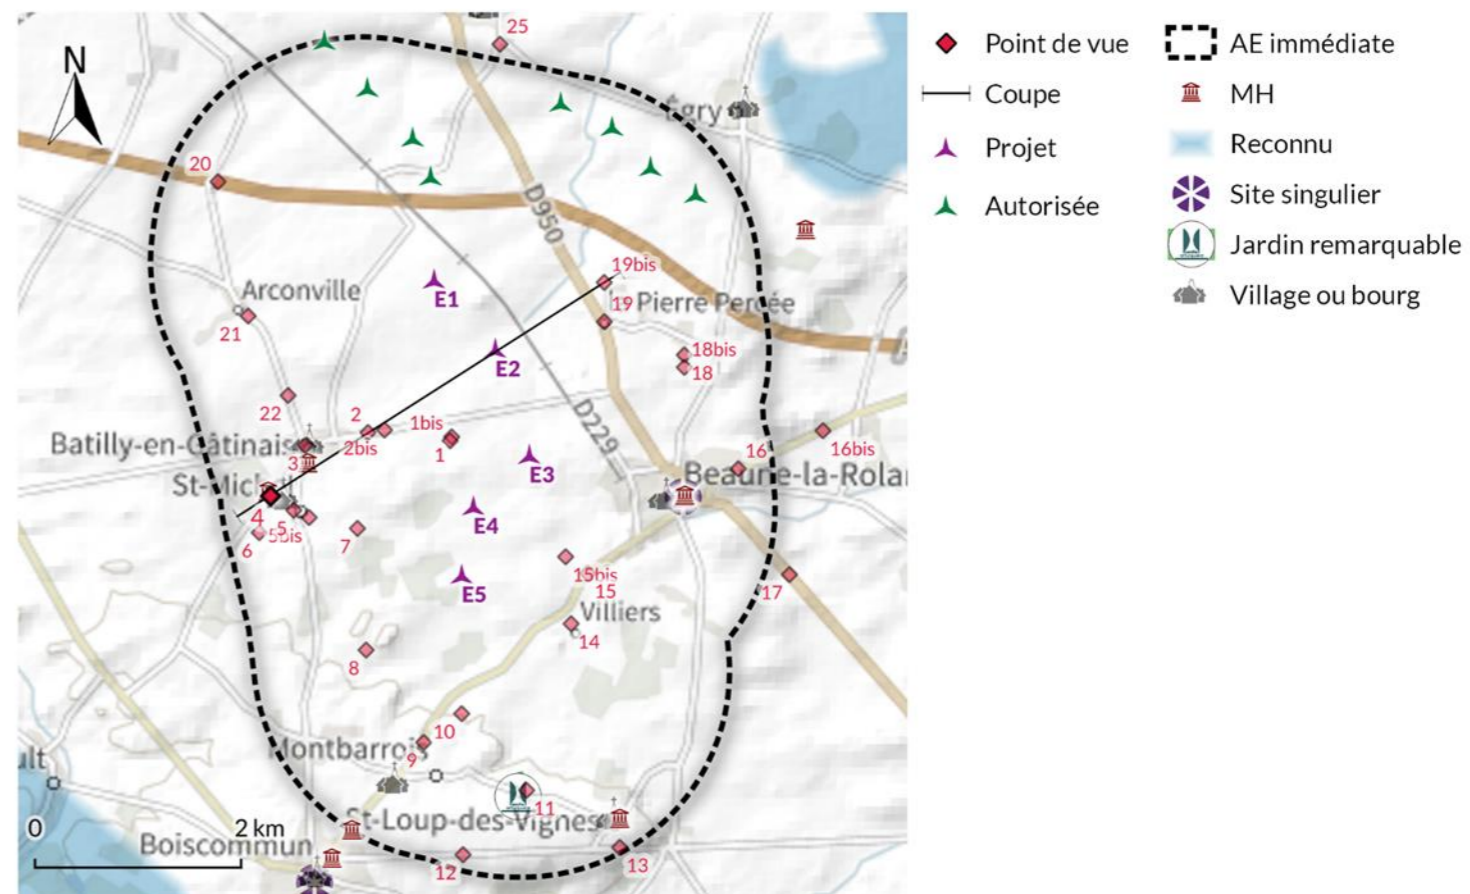 25
N
Égry
20
D950
19bis
E1
Arconville
19
Pierre Percée
21
18bis
E2
18
22
2
1bis
D229
Batilly-en-Gâtinais
2bis
1
16
16bis
3
E3
Beaune-la-Rolan
St-Mich
4
5
E4
5bis
6
7
15bis
E5
15
17
Villiers
14
8
10
Montbarrois
9
ult
11
0
2 km
St-Loup-des-Vignes
Boiscommun
12
13
Point de vue
AE immédiate
Coupe
MH
Projet
Reconnu
Autorisée
Site singulier
Jardin remarquable
Village ou bourg